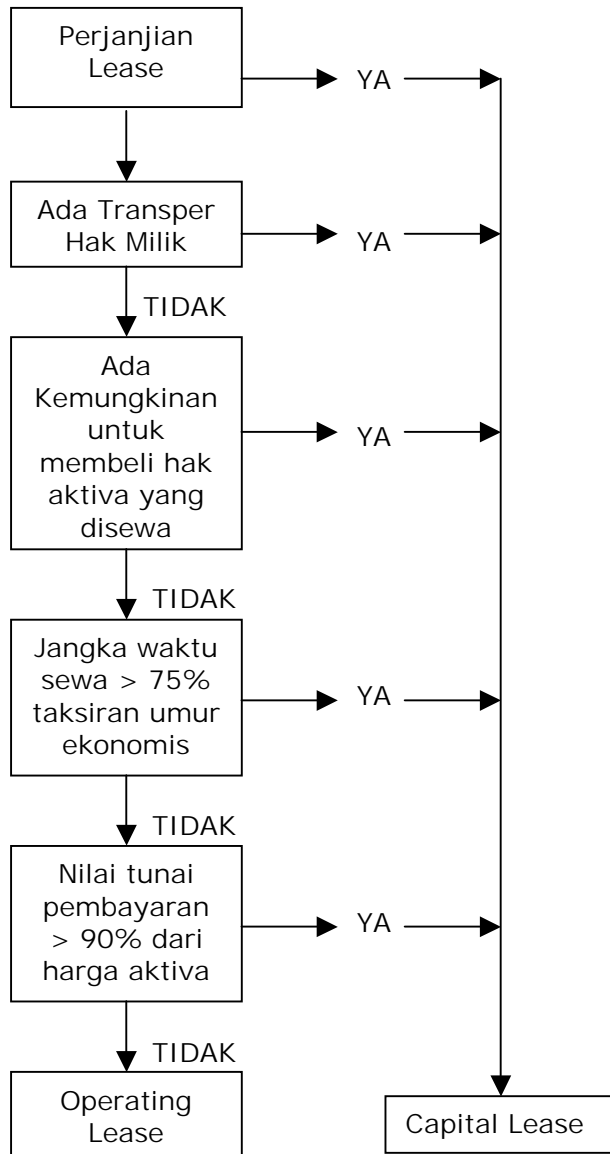 Perjanjian
Lease
YA
Ada Transper
Hak Milik
YA
TIDAK
Ada
Kemungkinan
untuk
membeli hak
aktiva yang
disewa
YA
TIDAK
Jangka waktu
sewa > 75%
taksiran umur
ekonomis
YA
TIDAK
Nilai tunai
pembayaran
> 90% dari
harga aktiva
YA
TIDAK
Operating
Lease
Capital Lease